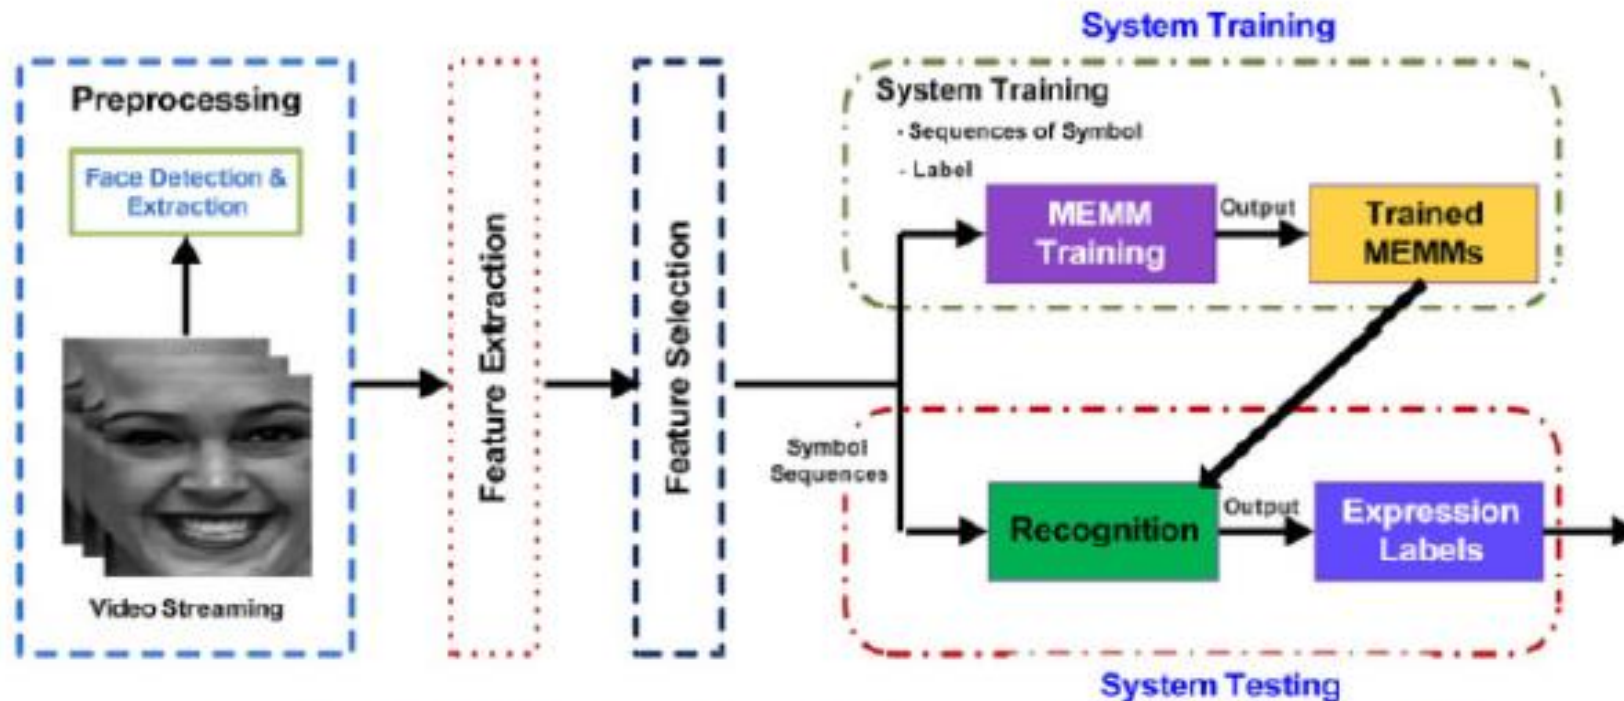 System Training
Preprocessing
Face Detection &
Extraction
Video Streaming
Feature Extraction
Feature Selection
System Training
- Sequences of Symbol
- Label
MEMM
Training
Output
Trained
MEMMs
Symbol
Sequences
Recognition
Output
Expression
Labels
System Testing